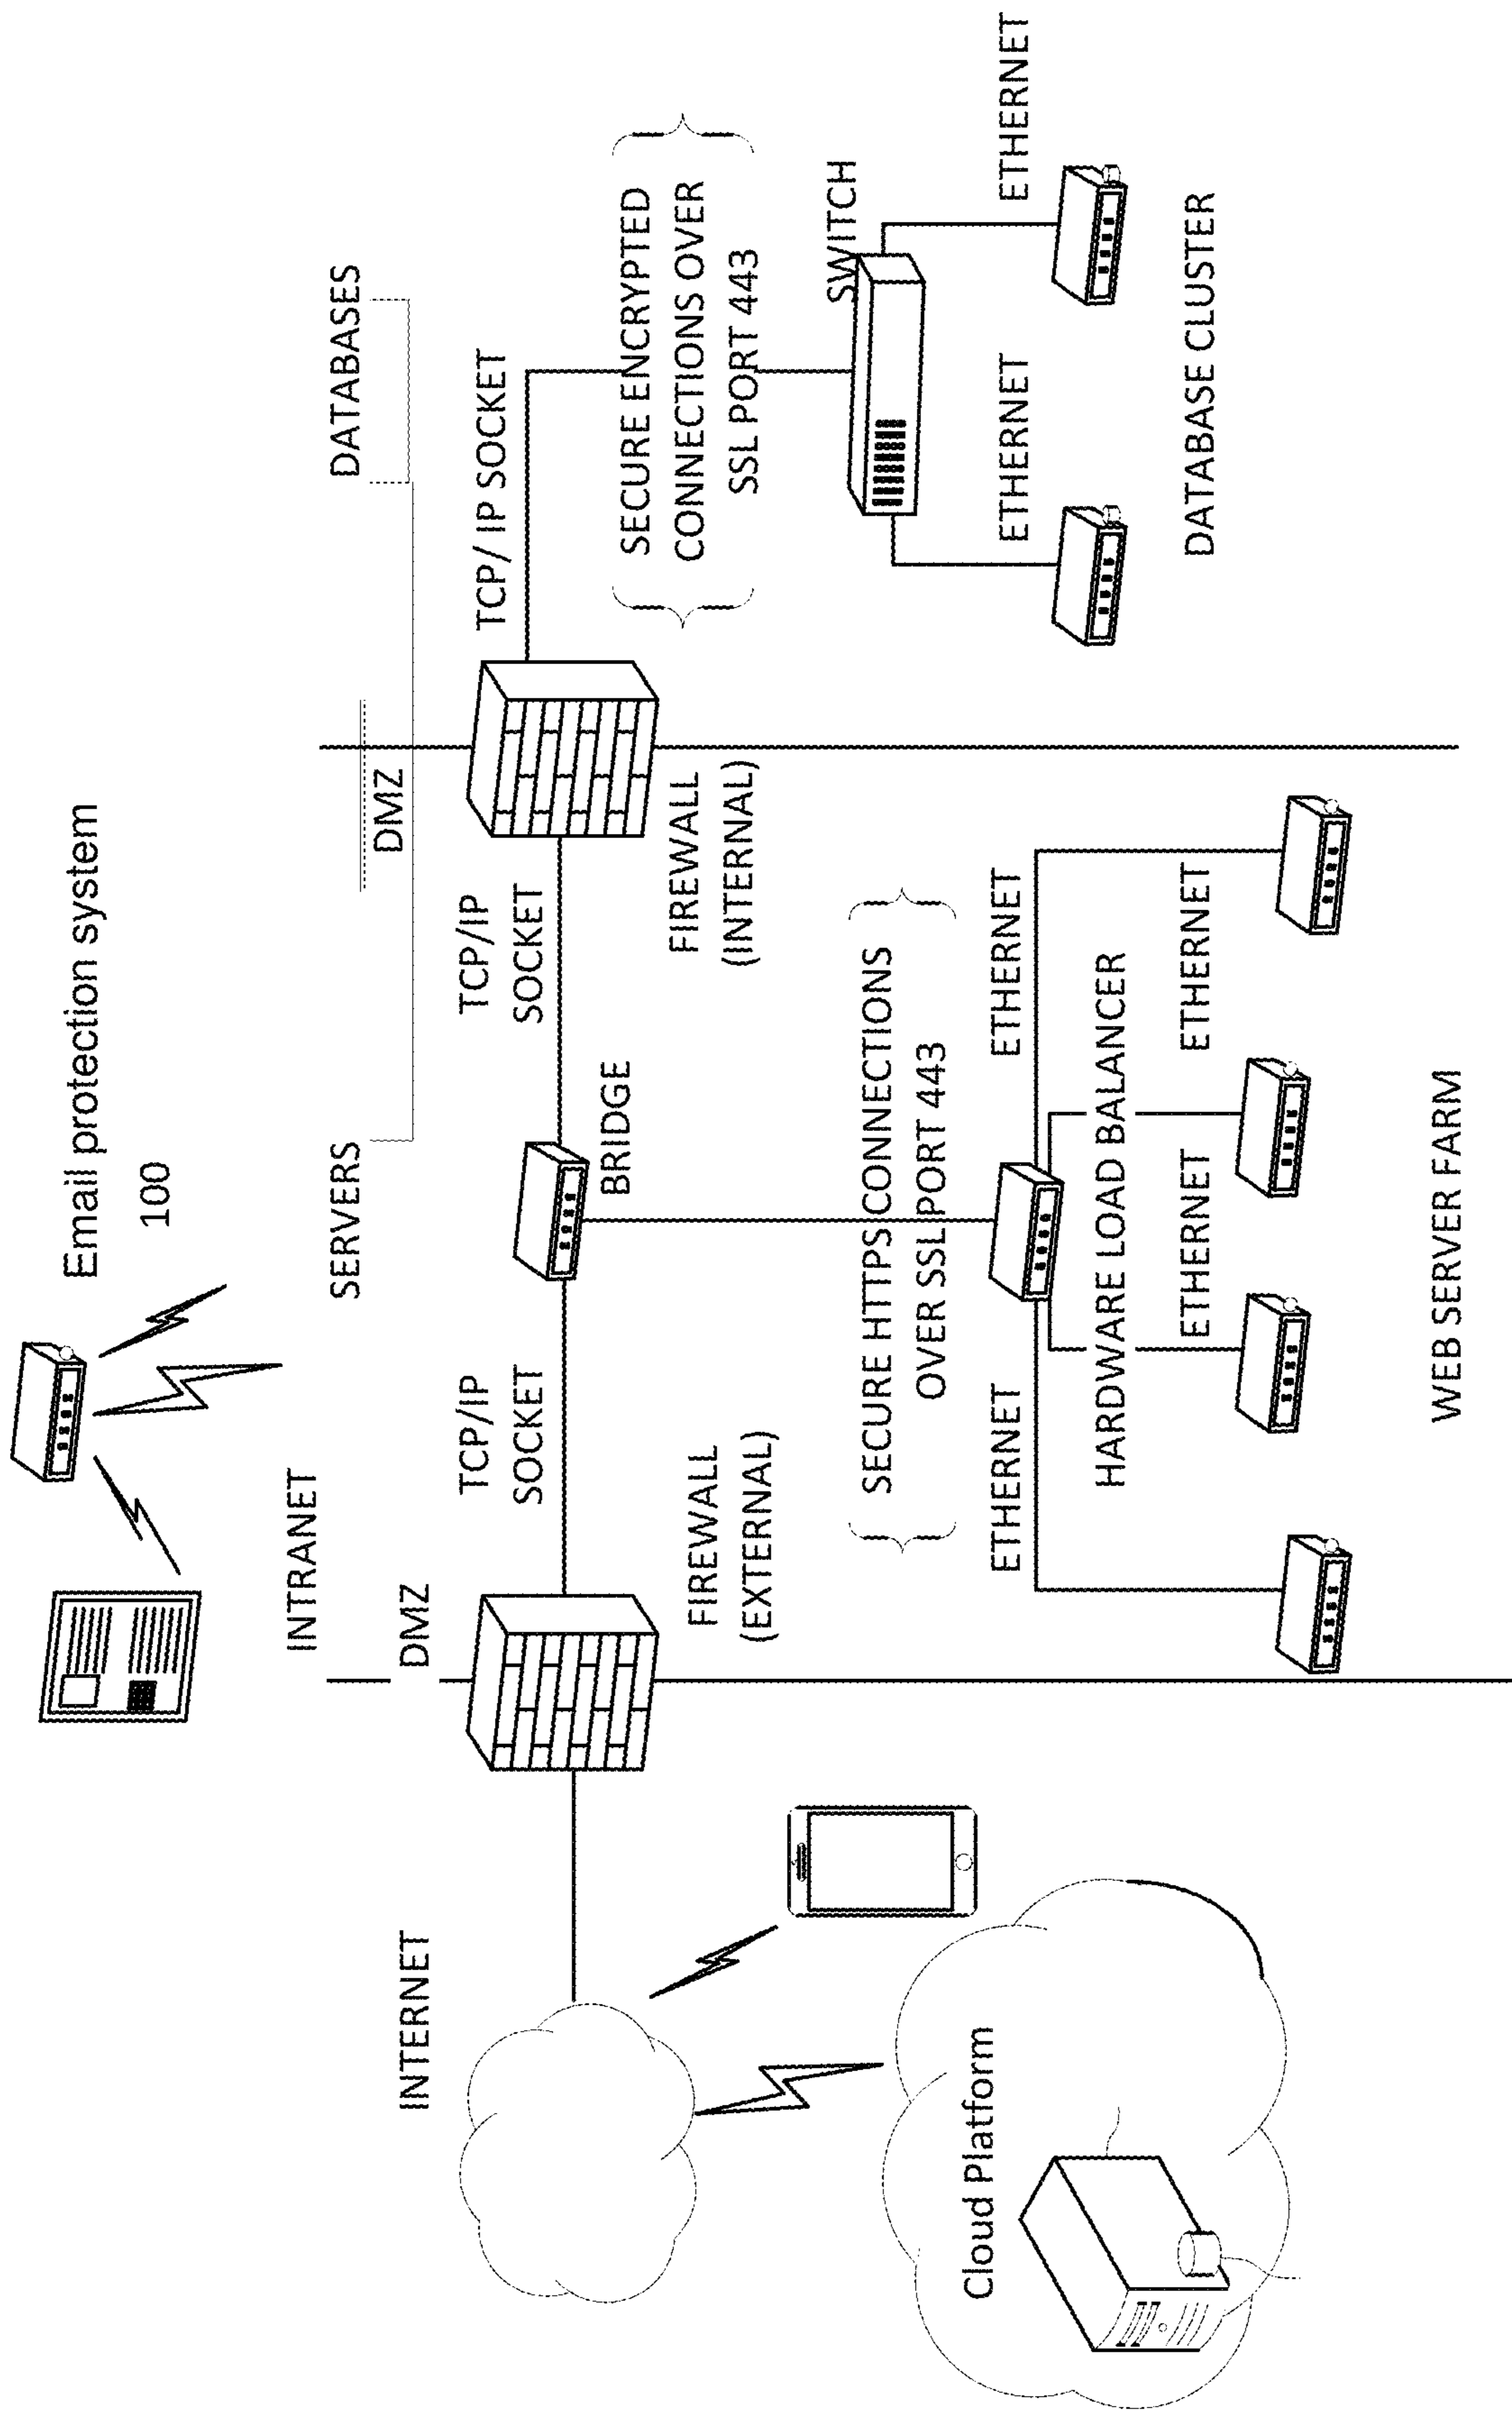 Email protection system
100
INTRANET
SERVERS
DATABASES
INTERNET
DMZ
DMZ
TCP/IP
SOCKET
TCP/IP
SOCKET
TCP/ IP SOCKET
BRIDGE
FIREWALL
(EXTERNAL)
FIREWALL
(INTERNAL)
SECURE ENCRYPTED
CONNECTIONS OVER
SSL PORT 443
SWITCH
SECURE HTTPS CONNECTIONS
OVER SSL PORT 443
Cloud Platform
ETHERNET
ETHERNET
ETHERNET
ETHERNET
HARDWARE LOAD BALANCER
ETHERNET
ETHERNET
DATABASE CLUSTER
WEB SERVER FARM